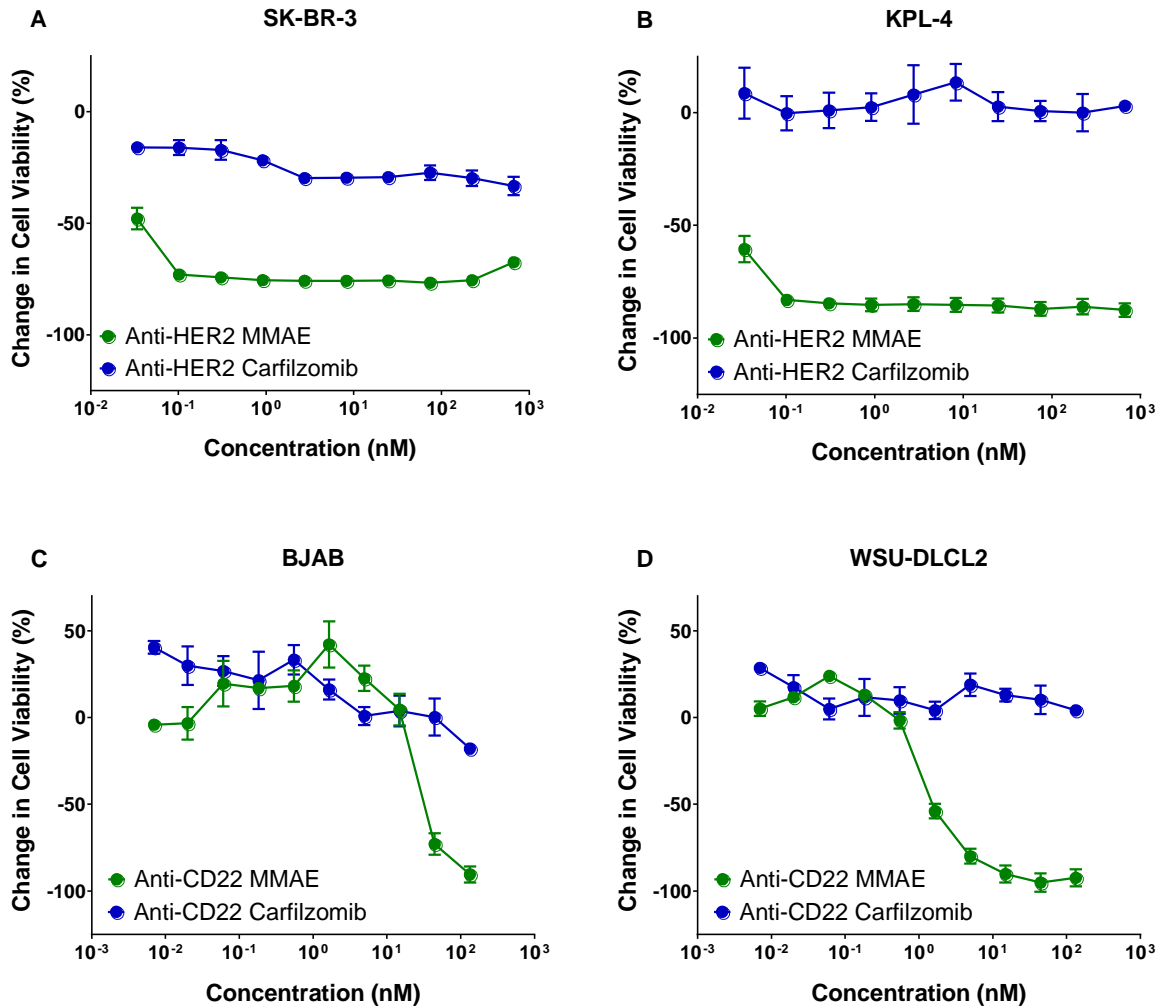 A
SK-BR-3
Change in Cell Viability (%)
0
-50
-100
Anti-HER2 MMAE
Anti-HER2 Carfilzomib
10⁻² 10⁻¹ 10⁰ 10¹ 10² 10³
Concentration (nM)
B
KPL-4
Change in Cell Viability (%)
0
-50
-100
Anti-HER2 MMAE
Anti-HER2 Carfilzomib
10⁻² 10⁻¹ 10⁰ 10¹ 10² 10³
Concentration (nM)
C
BJAB
Change in Cell Viability (%)
50
0
-50
-100
Anti-CD22 MMAE
Anti-CD22 Carfilzomib
10⁻³ 10⁻² 10⁻¹ 10⁰ 10¹ 10² 10³
Concentration (nM)
D
WSU-DLCL2
Change in Cell Viability (%)
50
0
-50
-100
Anti-CD22 MMAE
Anti-CD22 Carfilzomib
10⁻³ 10⁻² 10⁻¹ 10⁰ 10¹ 10² 10³
Concentration (nM)